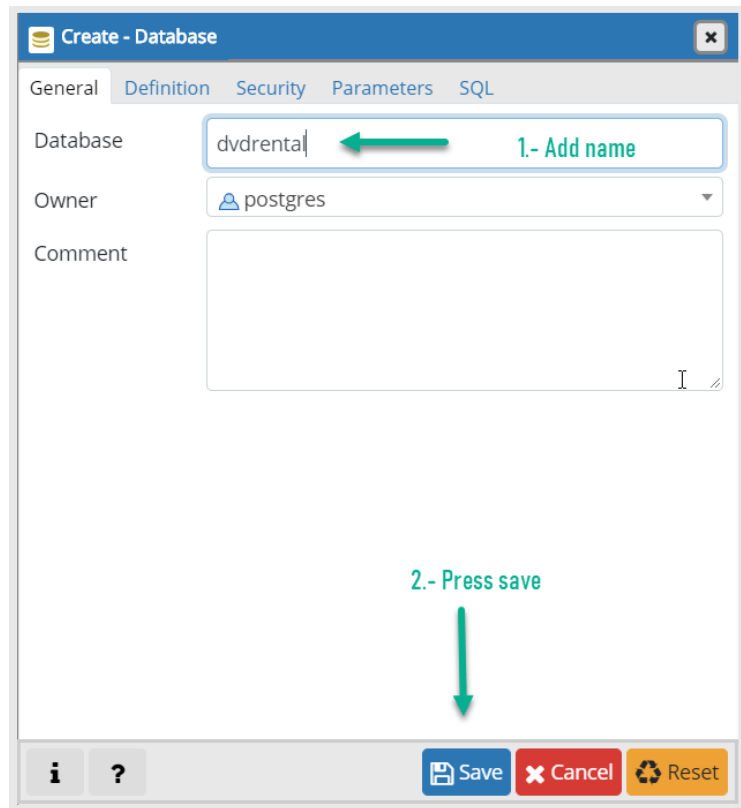 Create - Database
General Definition Security Parameters SQL
Database dvdrental 1.- Add name
Owner postgres
Comment
2.- Press save
i ? Save Cancel Reset